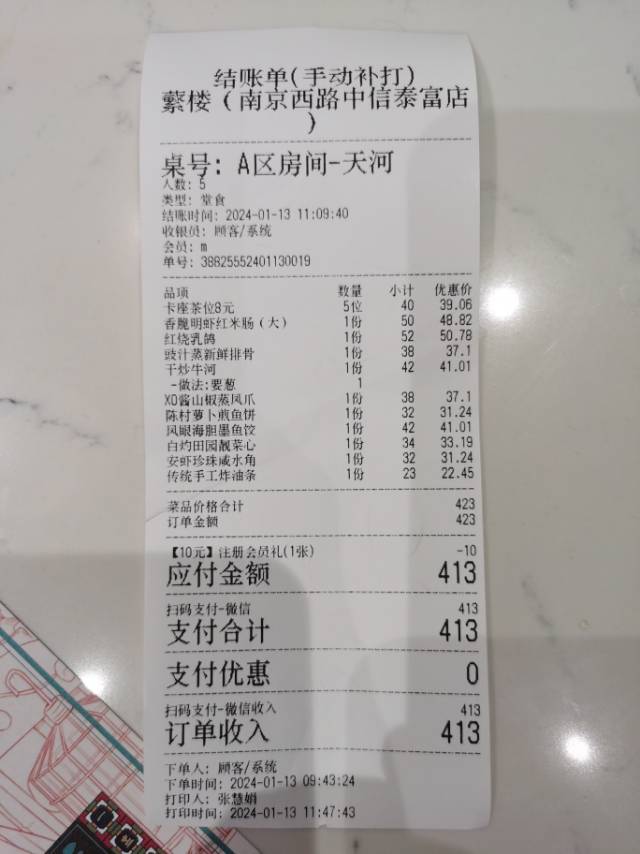 结账单(手动补打)
蘩楼（南京西路中信泰富店
）
桌号: A区房间-天河
人数: 5
类型: 堂食
结账时间: 2024-01-13 11:09:40
收银员: 顾客/系统
会员: m
单号: 38825552401130019
品项 数量 小计 优惠价
卡座茶位8元 5位 40 39.06
香脆明虾红米肠（大） 1份 50 48.82
红烧乳鸽 1份 52 50.78
豉汁蒸新鲜排骨 1份 38 37.1
干炒牛河 1份 42 41.01
-做法:要葱 1
XO酱山椒蒸凤爪 1份 38 37.1
陈村萝卜煎鱼饼 1份 32 31.24
凤眼海胆墨鱼饺 1份 42 41.01
白灼田园靓菜心 1份 34 33.19
安虾珍珠咸水角 1份 32 31.24
传统手工炸油条 1份 23 22.45
菜品价格合计 423
订单金额 423
【10元】注册会员礼(1张) -10
应付金额 413
扫码支付-微信 413
支付合计 413
支付优惠 0
扫码支付-微信收入 413
订单收入 413
下单人: 顾客/系统
下单时间: 2024-01-13 09:43:24
打印人: 张慧娟
打印时间: 2024-01-13 11:47:43